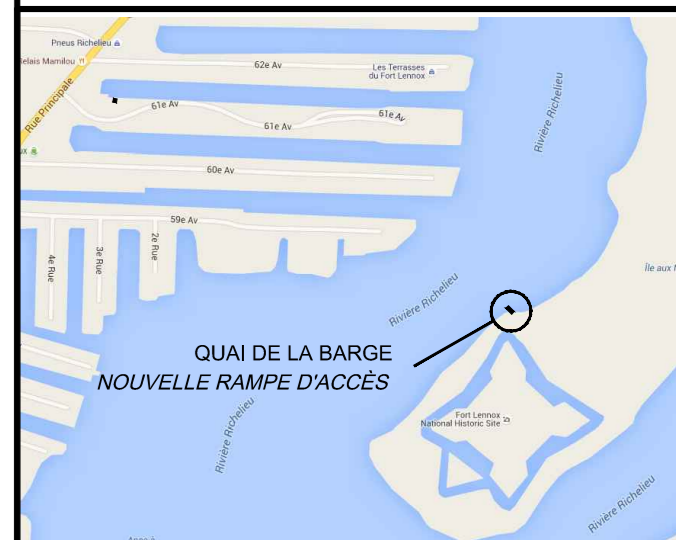 Pneus Richelieu
elais Mamilou
62e Av
Les Terrasses
du Fort Lennox
Rivière Richelieu
Rue Principale
61e Av
61e Av
61e Av
ux
60e Av
59e Av
2e Rue
3e Rue
4e Rue
Île aux
Rivière Richelieu
QUAI DE LA BARGE
NOUVELLE RAMPE D'ACCÈS
Fort Lennox
National Historic Site
Rivière Richelieu
Rivière Richelieu